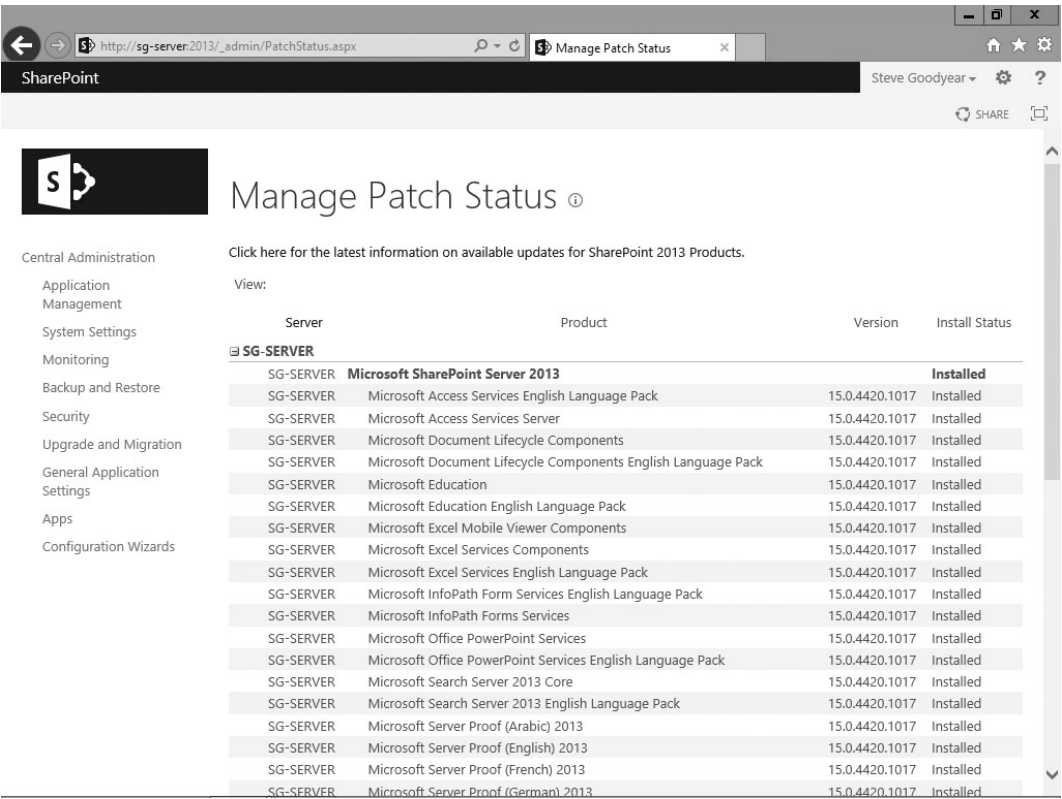 http://sg-server:2013/_admin/PatchStatus.aspx
Manage Patch Status
SharePoint
Steve Goodyear
?
SHARE
S
Manage Patch Status
Central Administration
Application
Management
System Settings
Monitoring
Backup and Restore
Security
Upgrade and Migration
General Application
Settings
Apps
Configuration Wizards
Click here for the latest information on available updates for SharePoint 2013 Products.
View:
Server Product Version Install Status
SG-SERVER
SG-SERVER Microsoft SharePoint Server 2013 Installed
SG-SERVER Microsoft Access Services English Language Pack 15.0.4420.1017 Installed
SG-SERVER Microsoft Access Services Server 15.0.4420.1017 Installed
SG-SERVER Microsoft Document Lifecycle Components 15.0.4420.1017 Installed
SG-SERVER Microsoft Document Lifecycle Components English Language Pack 15.0.4420.1017 Installed
SG-SERVER Microsoft Education 15.0.4420.1017 Installed
SG-SERVER Microsoft Education English Language Pack 15.0.4420.1017 Installed
SG-SERVER Microsoft Excel Mobile Viewer Components 15.0.4420.1017 Installed
SG-SERVER Microsoft Excel Services Components 15.0.4420.1017 Installed
SG-SERVER Microsoft Excel Services English Language Pack 15.0.4420.1017 Installed
SG-SERVER Microsoft InfoPath Form Services English Language Pack 15.0.4420.1017 Installed
SG-SERVER Microsoft InfoPath Forms Services 15.0.4420.1017 Installed
SG-SERVER Microsoft Office PowerPoint Services 15.0.4420.1017 Installed
SG-SERVER Microsoft Office PowerPoint Services English Language Pack 15.0.4420.1017 Installed
SG-SERVER Microsoft Search Server 2013 Core 15.0.4420.1017 Installed
SG-SERVER Microsoft Search Server 2013 English Language Pack 15.0.4420.1017 Installed
SG-SERVER Microsoft Server Proof (Arabic) 2013 15.0.4420.1017 Installed
SG-SERVER Microsoft Server Proof (English) 2013 15.0.4420.1017 Installed
SG-SERVER Microsoft Server Proof (French) 2013 15.0.4420.1017 Installed
SG-SERVER Microsoft Server Proof (German) 2013 15.0.4420.1017 Installed